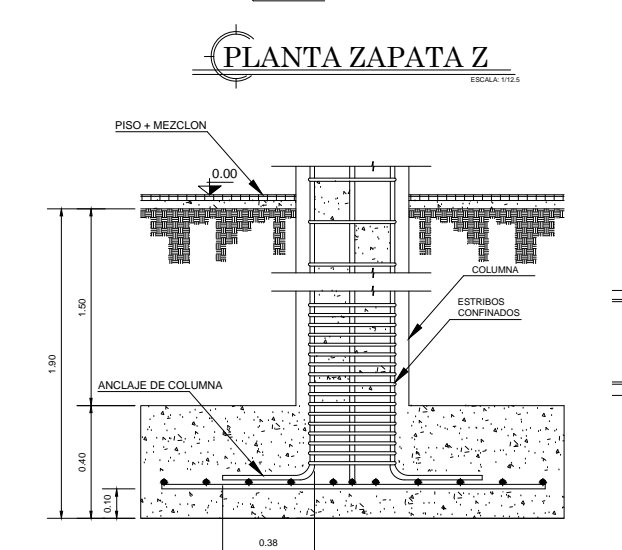 PLANTA ZAPATA Z
ESCALA: 1/12.5
PISO + MEZCLON
0.00
COLUMNA
1.50
ESTRIBOS
CONFINADOS
1.90
ANCLAJE DE COLUMNA
0.40
0.10
0.38